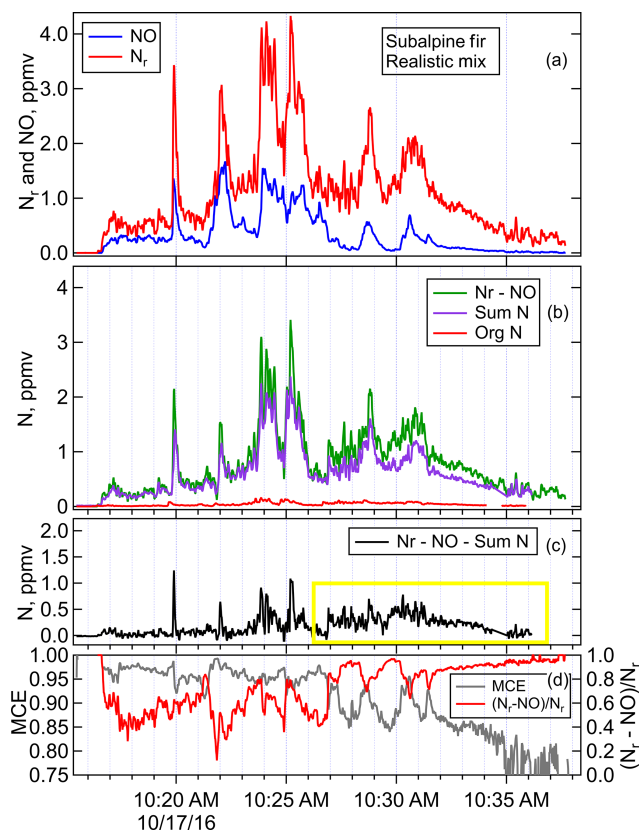 NO
Nr
Subalpine fir
Realistic mix
(a)
4.0
3.0
2.0
1.0
0.0
Nr and NO, ppmv
Nr - NO
Sum N
Org N
(b)
4
3
2
1
0
N, ppmv
Nr - NO - Sum N
(c)
2.0
1.5
1.0
0.5
0.0
N, ppmv
1.00
0.95
0.90
0.85
0.80
0.75
MCE
(d)
MCE
(Nr-NO)/Nr
1.0
0.8
0.6
0.4
0.2
0.0
(Nr - NO)/Nr
10:20 AM
10:25 AM
10:30 AM
10:35 AM
10/17/16